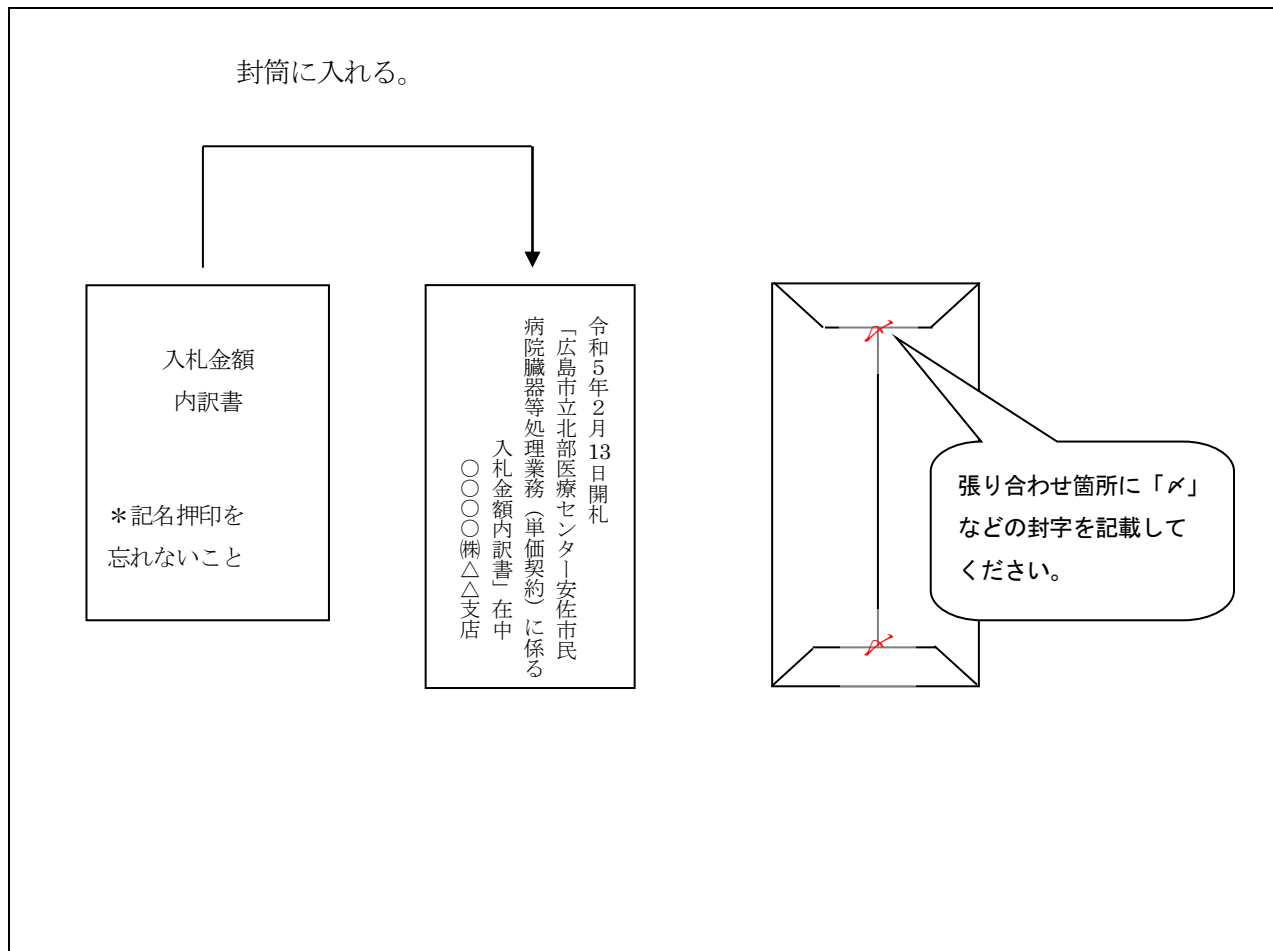 封筒に入れる。
入札金額
内訳書
＊記名押印を
忘れないこと
令和５年２月13日開札
「広島市立北部医療センター安佐市民
病院臓器等処理業務（単価契約）に係る
入札金額内訳書」在中
○○○○㈱△△支店
〆
張り合わせ箇所に「〆」
などの封字を記載して
ください。
〆